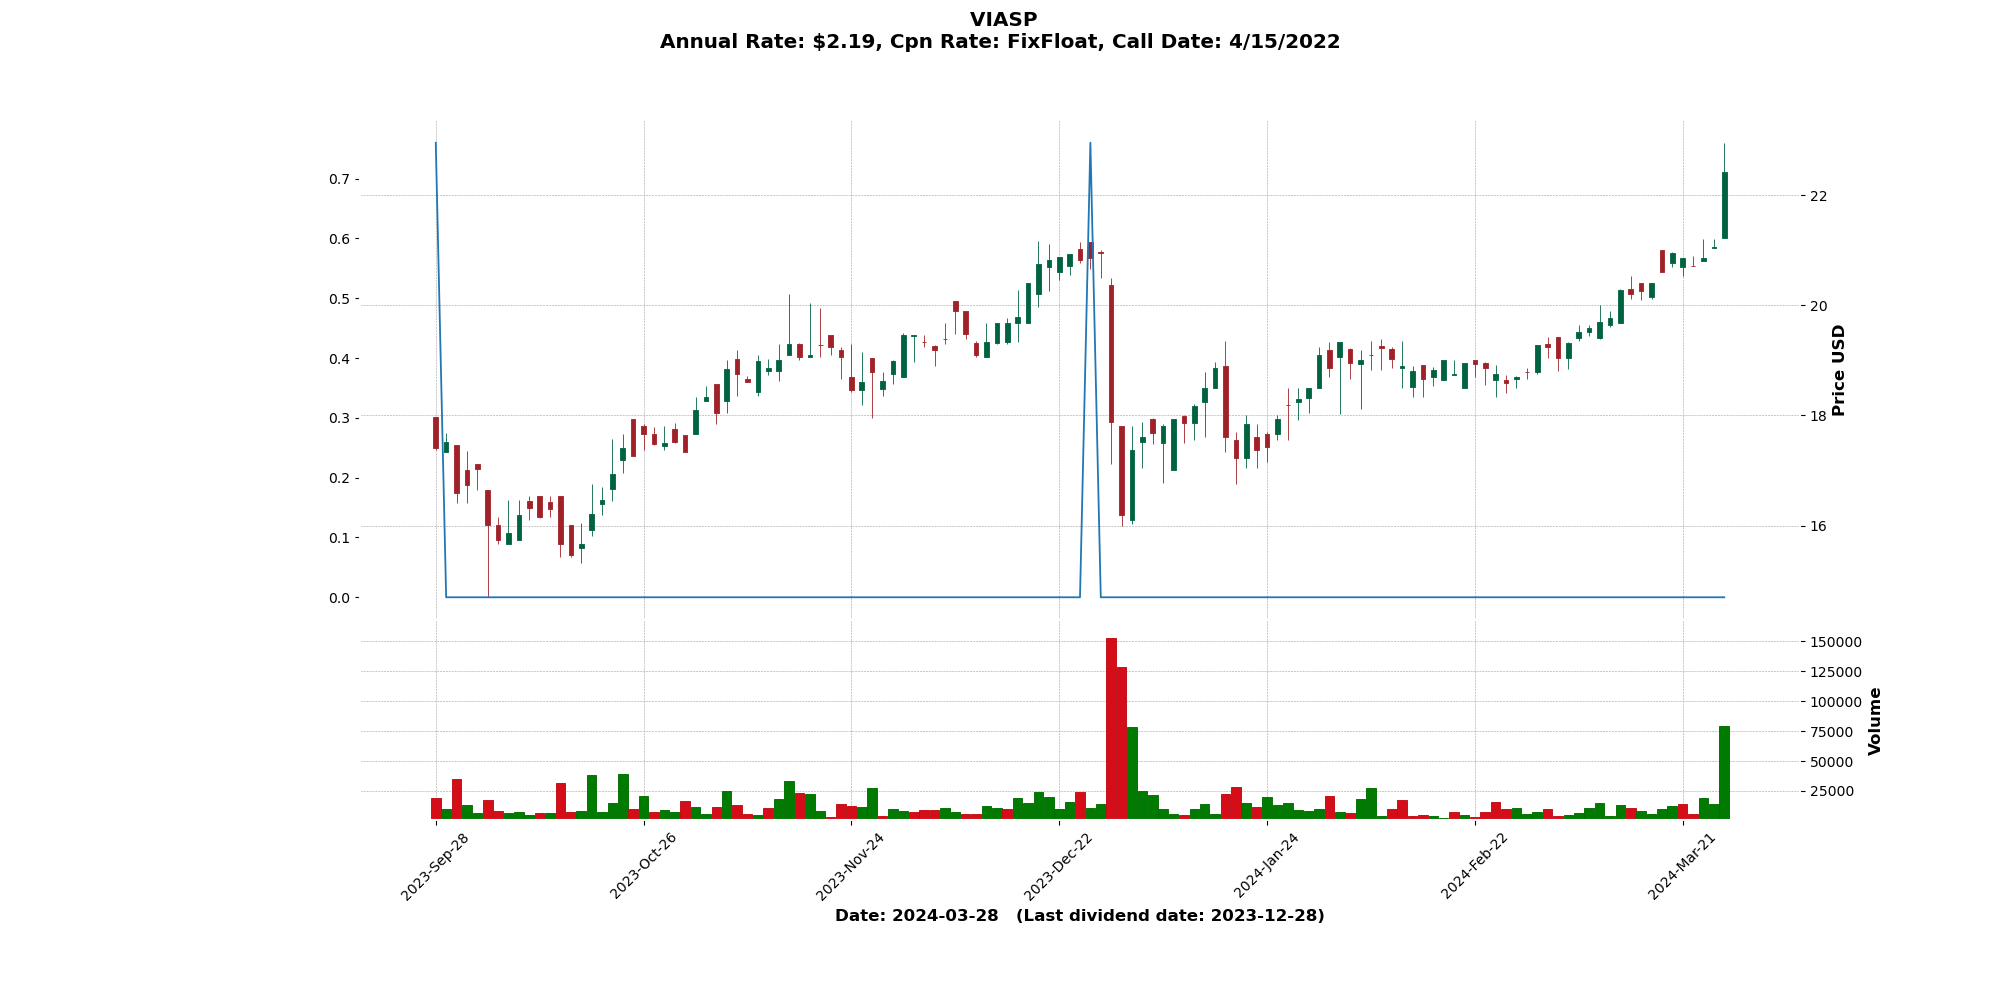 VIASP
Annual Rate: $2.19, Cpn Rate: FixFloat, Call Date: 4/15/2022
0.7
0.6
0.5
0.4
0.3
0.2
0.1
0.0
22
20
18
16
Price USD
150000
125000
100000
75000
50000
25000
Volume
2023-Sep-28
2023-Oct-26
2023-Nov-24
2023-Dec-22
2024-Jan-24
2024-Feb-22
2024-Mar-21
Date: 2024-03-28 (Last dividend date: 2023-12-28)